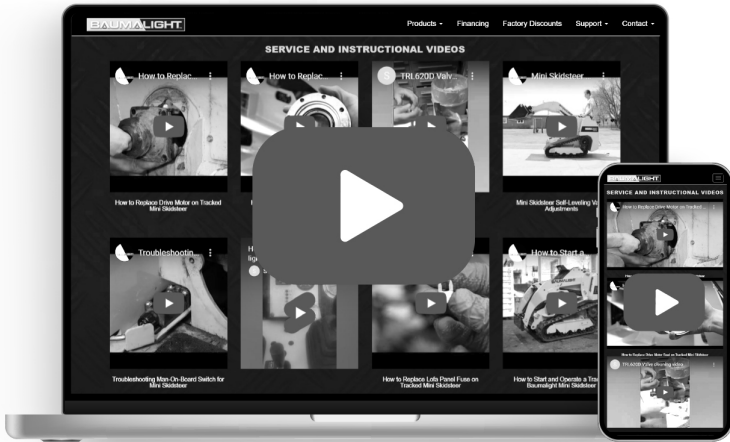 BAUMALIGHT
Products
Financing
Factory Discounts
Support
Contact
SERVICE AND INSTRUCTIONAL VIDEOS
How to Replac...
How to Replac...
S
TRL620D Valv...
Mini Skidsteer
How to Replace Drive Motor on Tracked
Mini Skidsteer
Mini Skidsteer Self-Leveling
Adjustments
Troubleshootin
How to Start a
Troubleshooting Man-On-Board Switch for
Mini Skidsteer
How to Replace Lofa Panel Fuse on
Tracked Mini Skidsteer
How to Start and Operate a
Baumalight Mini Skidsteer
BAUMALIGHT
SERVICE AND INSTRUCTIONAL VIDEOS
How to Replace Drive Motor on Tracked ...
How to Replace Drive Motor Seal on Tracked Mini Skidsteer
S
TRL620D Valve cleaning video